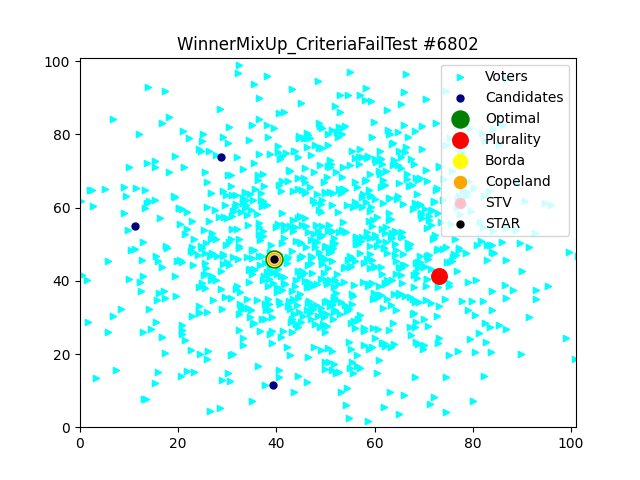 WinnerMixUp_CriteriaFailTest #6802
100
80
60
40
20
0
0 20 40 60 80 100
Voters
Candidates
Optimal
Plurality
Borda
Copeland
STV
STAR